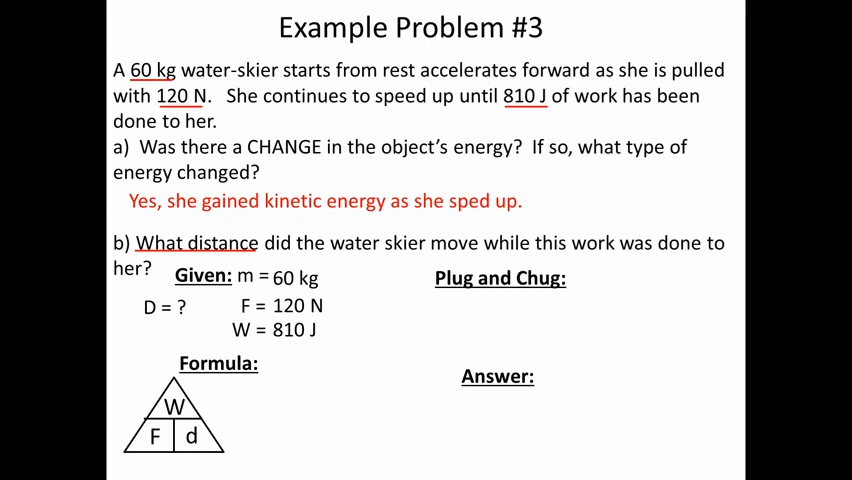 Example Problem #3
A 60 kg water-skier starts from rest accelerates forward as she is pulled
with 120 N. She continues to speed up until 810 J of work has been
done to her.
a) Was there a CHANGE in the object's energy? If so, what type of
energy changed?
Yes, she gained kinetic energy as she sped up.
b) What distance did the water skier move while this work was done to
her?
Given: m = 60 kg
D = ? F = 120 N
W = 810 J
Formula:
W
F d
Plug and Chug:
Answer: